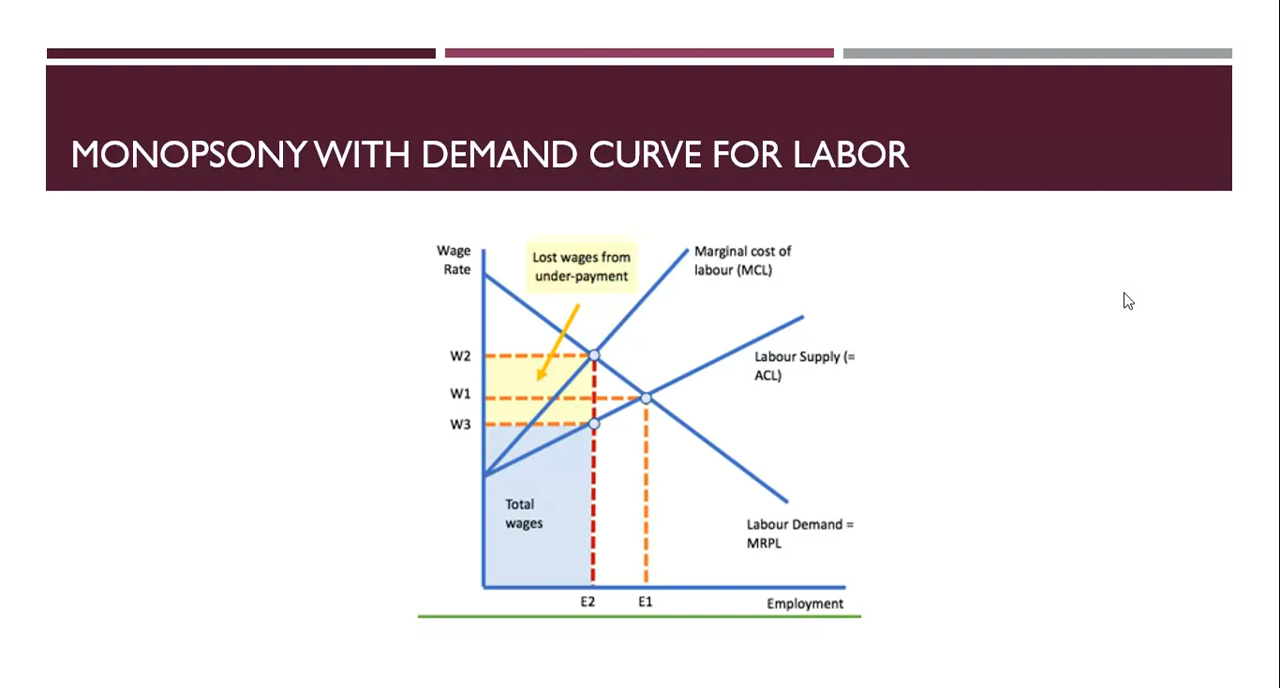 MONOPSONY WITH DEMAND CURVE FOR LABOR
Wage
Rate
Lost wages from
under-payment
Marginal cost of
labour (MCL)
W2
Labour Supply (=
ACL)
W1
W3
Total
wages
Labour Demand =
MRPL
E2
E1
Employment